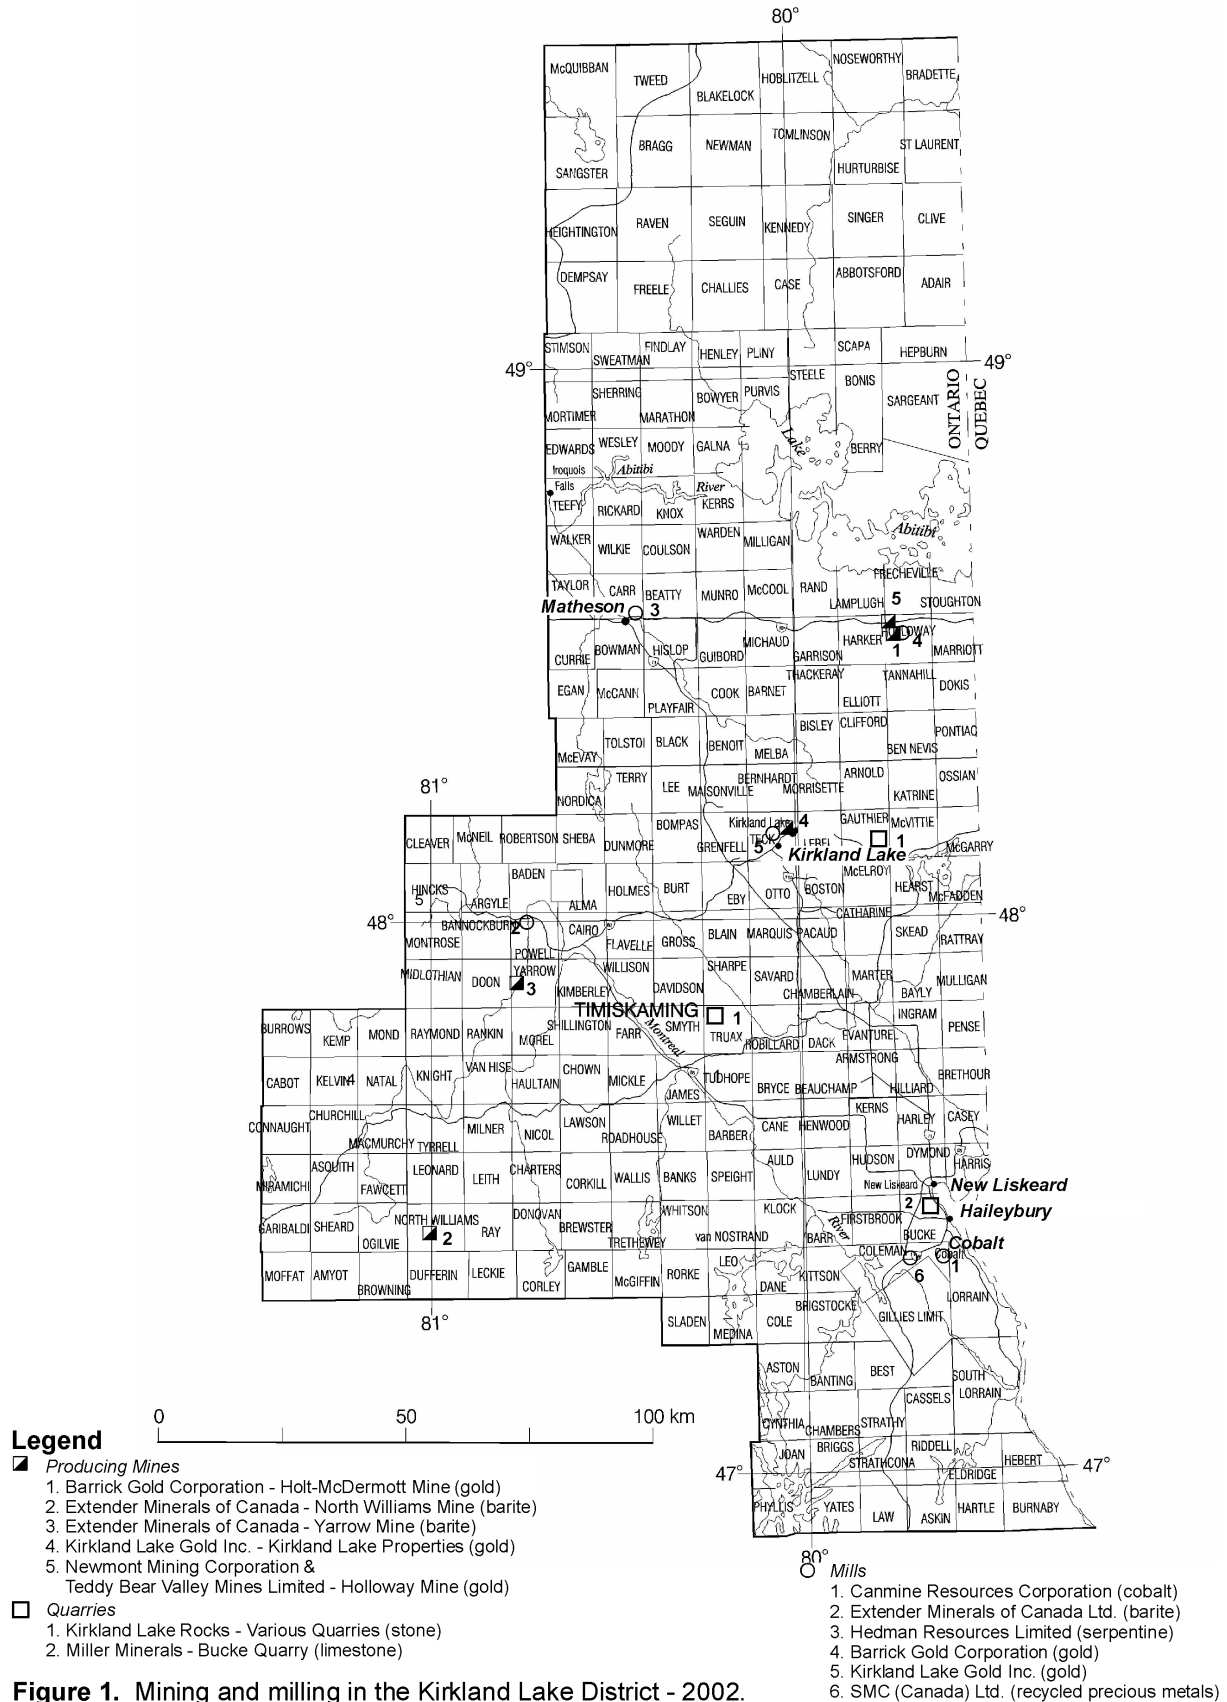 80°
McQUIBBAN TWEED BLAKELOCK HOBLITZELL NOSEWORTHY BRADETTE
SANGSTER BRAGG NEWMAN TOMLINSON HURTURBISE ST LAURENT
HEIGHTINGTON RAVEN SEGUIN KENNEDY SINGER CLIVE
DEMPSAY FREELE CHALLIES CASE ABBOTSFORD ADAIR
STIMSON SWEATMAN FINDLAY HENLEY PLINY SCAPA HEPBURN
49° 49°
STEELE BONIS
SHERRING BOWYER PURVIS SARGEANT
ONTARIO
QUEBEC
MORTIMER MARATHON
EDWARDS WESLEY MOODY GALNA Lake BERRY
Iroquois Abitibi
Falls River
TEEFY RICKARD KNOX KERRS
WALKER WILKIE COULSON WARDEN MILLIGAN Abitibi
FRECHEVILLE
TAYLOR CARR BEATTY MUNRO McCOOL RAND LAMPLUGH 5 STOUGHTON
Matheson 3
CURRIE BOWMAN HISLOP GUIBORD MICHAUD GARRISON HARKER HOLLOWAY 1 4 MARRIOTT
EGAN McCANN PLAYFAIR COOK BARNET THACKERAY ELLIOTT TANNAHILL DOKIS
McEVAY TOLSTOI BLACK BENOIT MELBA BISLEY CLIFFORD BEN NEVIS PONTIAC
81°
NORDICA TERRY LEE MAISONVILLE BERNHARDT MORRISETTE ARNOLD KATRINE OSSIAN
CLEAVER McNEIL ROBERTSON SHEBA DUNMORE BOMPAS GRENFELL Kirkland Lake TECK 4 5 LEBEL GAUTHIER 1 McVITTIE McGARRY
Kirkland Lake
HINCKS 5 ARGYLE BADEN ALMA HOLMES BURT EBY OTTO BOSTON McELROY HEARST McFADDEN
48° 48°
MONTROSE BANNOCKBURN 2 POWELL CAIRO FLAVELLE GROSS BLAIN MARQUIS PACAUD CATHARINE SKEAD RATTRAY
MIDLOTHIAN DOON YARROW 3 KIMBERLEY WILLISON DAVIDSON SHARPE SAVARD CHAMBERLAIN MARTER BAYLY MULLIGAN
TIMISKAMING 1
BURROWS KEMP MOND RAYMOND RANKIN MOREL SHILLINGTON FARR Montreal SMYTH TRUAX ROBILLARD DACK EVANTUREL INGRAM PENSE
CABOT KELVIN 4 NATAL KNIGHT VAN HISE HAULTAIN CHOWN MICKLE JAMES TUDHOPE BRYCE BEAUCHAMP ARMSTRONG HILLIARD BRETHOUR
CONNAUGHT CHURCHILL MACMURCHY TYRRELL MILNER NICOL LAWSON ROADHOUSE WILLET BARBER CANE HENWOOD KERNS HARLEY CASEY
MIRAMICHI ASQUITH FAWCETT LEONARD LEITH CHARTERS CORKILL WALLIS BANKS SPEIGHT AULD LUNDY HUDSON DYMOND HARRIS
New Liskeard New Liskeard
2 Haileybury
GARIBALDI SHEARD OGILVIE NORTH WILLIAMS 2 RAY DONOVAN BREWSTER TRETHEWEY WHITSON van NOSTRAND KLOCK BARR River FIRSTBROOK BUCKE
Cobalt
MOFFAT AMYOT BROWNING DUFFERIN LECKIE CORLEY GAMBLE McGIFFIN RORKE LEO DANE KITTSON COLEMAN 6 Cobalt 1
81°
SLADEN MEDINA COLE BRIGSTOCKE GILLIES LIMIT LORRAIN
ASTON BANTING BEST SOUTH
LORRAIN
CYNTHIA CHAMBERS STRATHY CASSELS
JOAN BRIGGS STRATHCONA RIDDELL ELDRIDGE HEBERT
47° 47°
PHYLLIS YATES LAW ASKIN HARTLE BURNABY
80°
0 50 100 km
Legend
Producing Mines
1. Barrick Gold Corporation - Holt-McDermott Mine (gold)
2. Extender Minerals of Canada - North Williams Mine (barite)
3. Extender Minerals of Canada - Yarrow Mine (barite)
4. Kirkland Lake Gold Inc. - Kirkland Lake Properties (gold)
5. Newmont Mining Corporation &
Teddy Bear Valley Mines Limited - Holloway Mine (gold)
Quarries
1. Kirkland Lake Rocks - Various Quarries (stone)
2. Miller Minerals - Bucke Quarry (limestone)
Mills
1. Canmine Resources Corporation (cobalt)
2. Extender Minerals of Canada Ltd. (barite)
3. Hedman Resources Limited (serpentine)
4. Barrick Gold Corporation (gold)
5. Kirkland Lake Gold Inc. (gold)
6. SMC (Canada) Ltd. (recycled precious metals)
Figure 1. Mining and milling in the Kirkland Lake District - 2002.